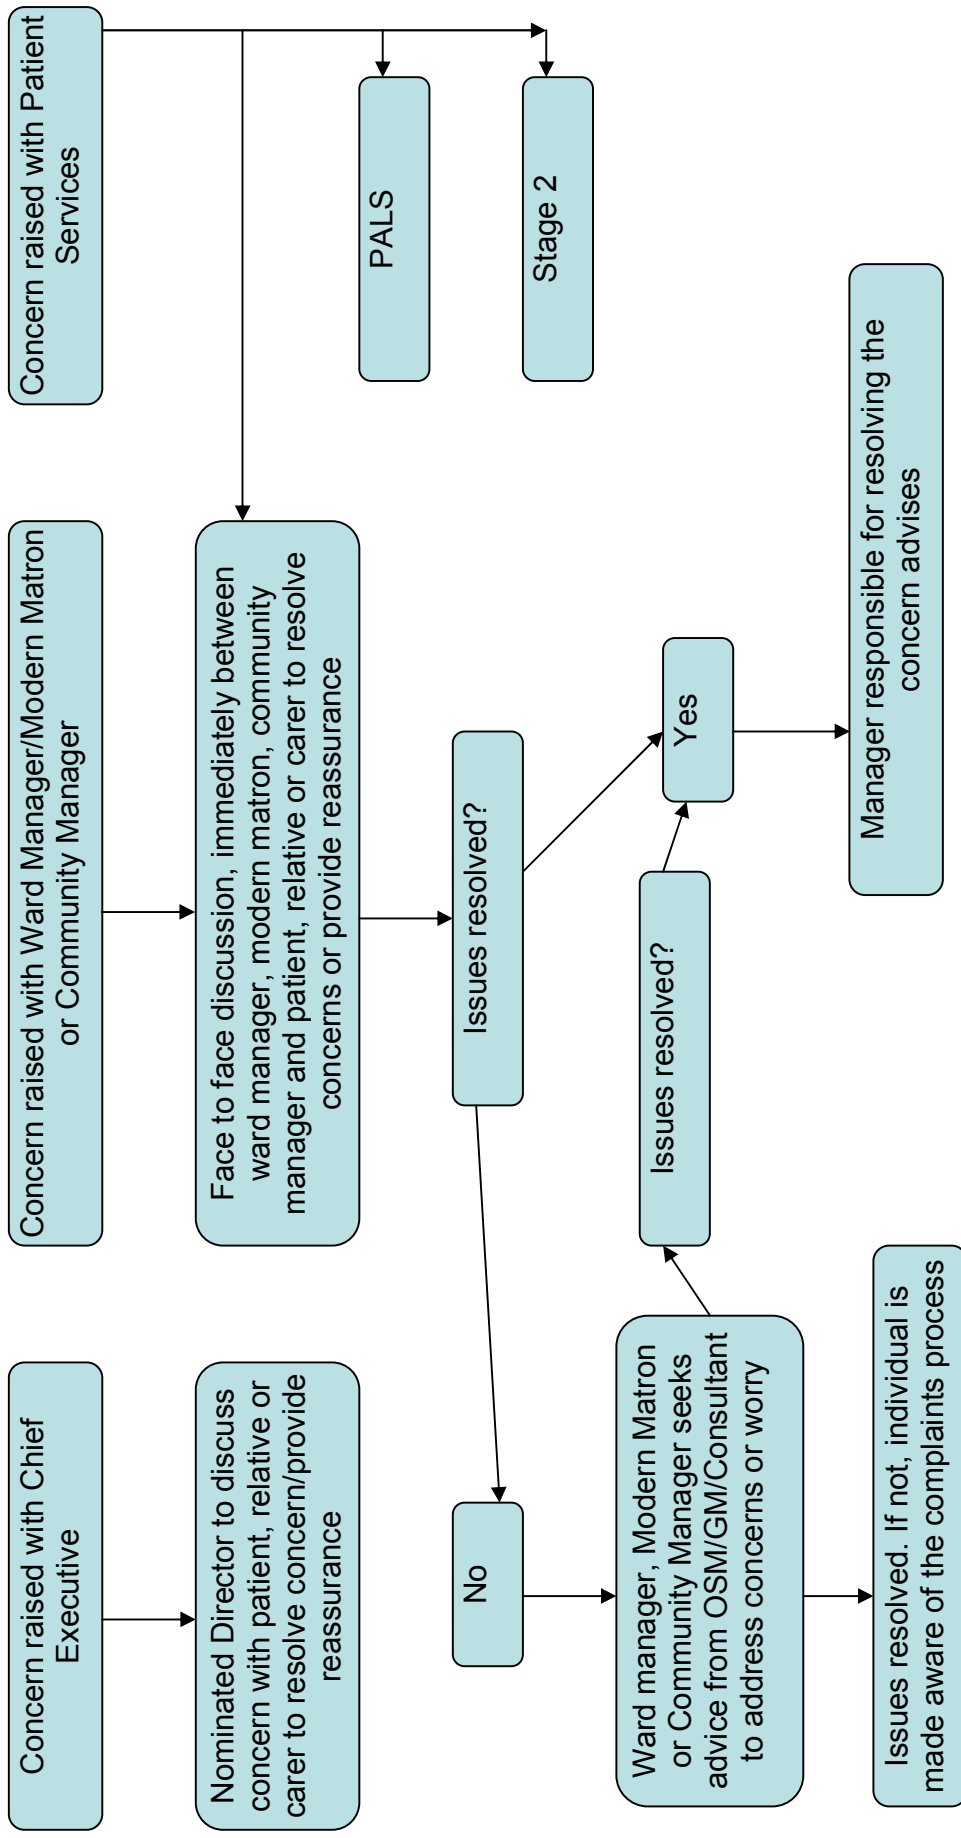 Concern raised with Chief
Executive
Concern raised with Ward Manager/Modern Matron
or Community Manager
Concern raised with Patient
Services
Nominated Director to discuss
concern with patient, relative or
carer to resolve concern/provide
reassurance
Face to face discussion, immediately between
ward manager, modern matron, community
manager and patient, relative or carer to resolve
concerns or provide reassurance
PALS
Stage 2
Issues resolved?
No
Yes
Ward manager, Modern Matron
or Community Manager seeks
advice from OSM/GM/Consultant
to address concerns or worry
Issues resolved?
Manager responsible for resolving the
concern advises
Issues resolved. If not, individual is
made aware of the complaints process